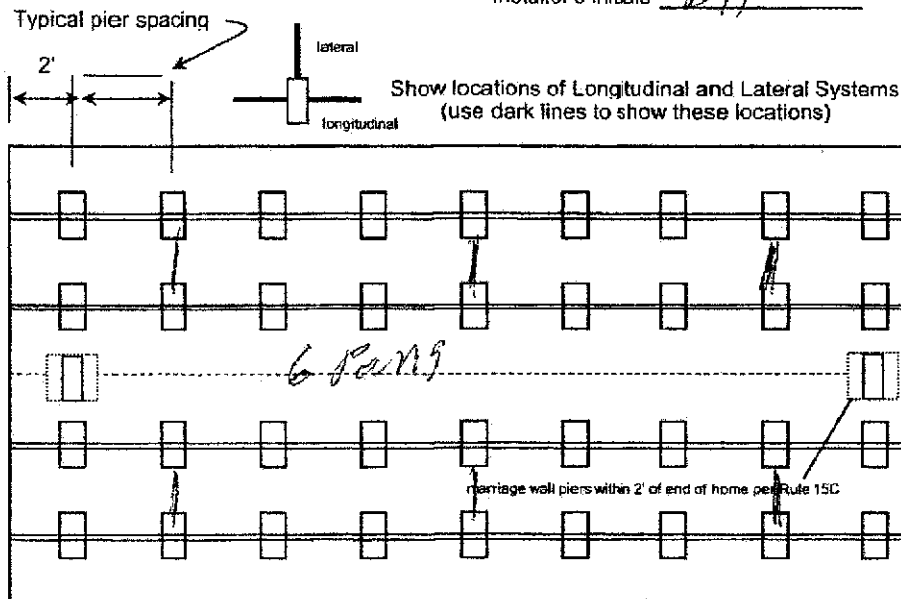 Installer's initials
Typical pier spacing
2'
lateral
longitudinal
Show locations of Longitudinal and Lateral Systems
(use dark lines to show these locations)
6 Pans
marriage wall piers within 2' of end of home per Rule 15C